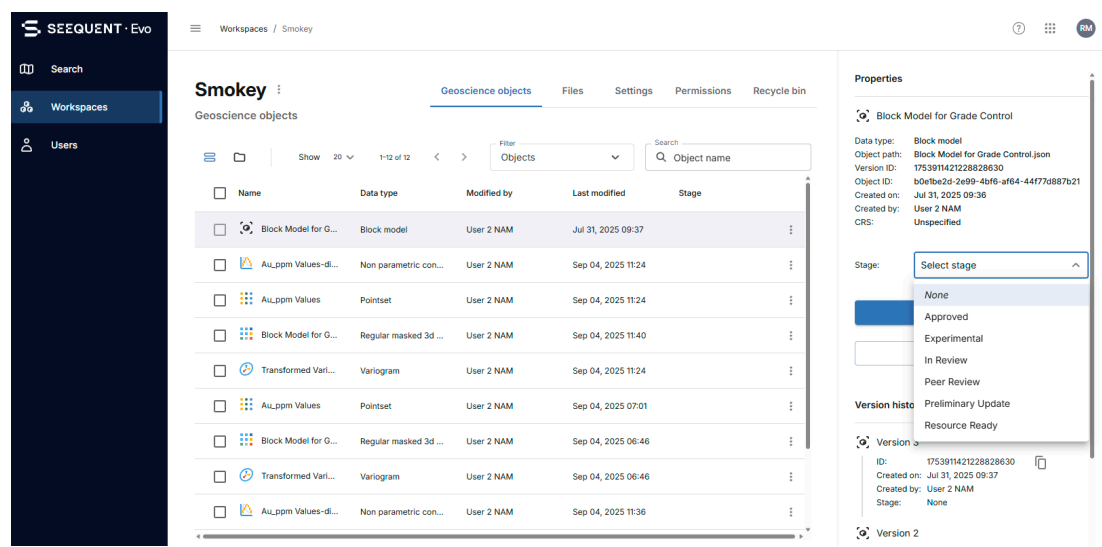 SEEQUENT · Evo
Workspaces / Smokey
RM
Search
Workspaces
Users
Smokey
Geoscience objects Files Settings Permissions Recycle bin
Geoscience objects
Show 20 1-12 of 12
Filter
Objects
Search
Object name
Name Data type Modified by Last modified Stage
Block Model for G... Block model User 2 NAM Jul 31, 2025 09:37
Au_ppm Values-di... Non parametric con... User 2 NAM Sep 04, 2025 11:24
Au_ppm Values Pointset User 2 NAM Sep 04, 2025 11:24
Block Model for G... Regular masked 3d ... User 2 NAM Sep 04, 2025 11:40
Transformed Vari... Variogram User 2 NAM Sep 04, 2025 11:24
Au_ppm Values Pointset User 2 NAM Sep 04, 2025 07:01
Block Model for G... Regular masked 3d ... User 2 NAM Sep 04, 2025 06:46
Transformed Vari... Variogram User 2 NAM Sep 04, 2025 06:46
Au_ppm Values-di... Non parametric con... User 2 NAM Sep 04, 2025 11:36
Properties
Block Model for Grade Control
Data type: Block model
Object path: Block Model for Grade Control.json
Version ID: 1753911421228828630
Object ID: b0e1be2d-2e99-4bf6-af64-44f77d887b21
Created on: Jul 31, 2025 09:36
Created by: User 2 NAM
CRS: Unspecified
Stage: Select stage
None
Approved
Experimental
In Review
Peer Review
Preliminary Update
Resource Ready
Version histo
Version 3
ID: 1753911421228828630
Created on: Jul 31, 2025 09:37
Created by: User 2 NAM
Stage: None
Version 2